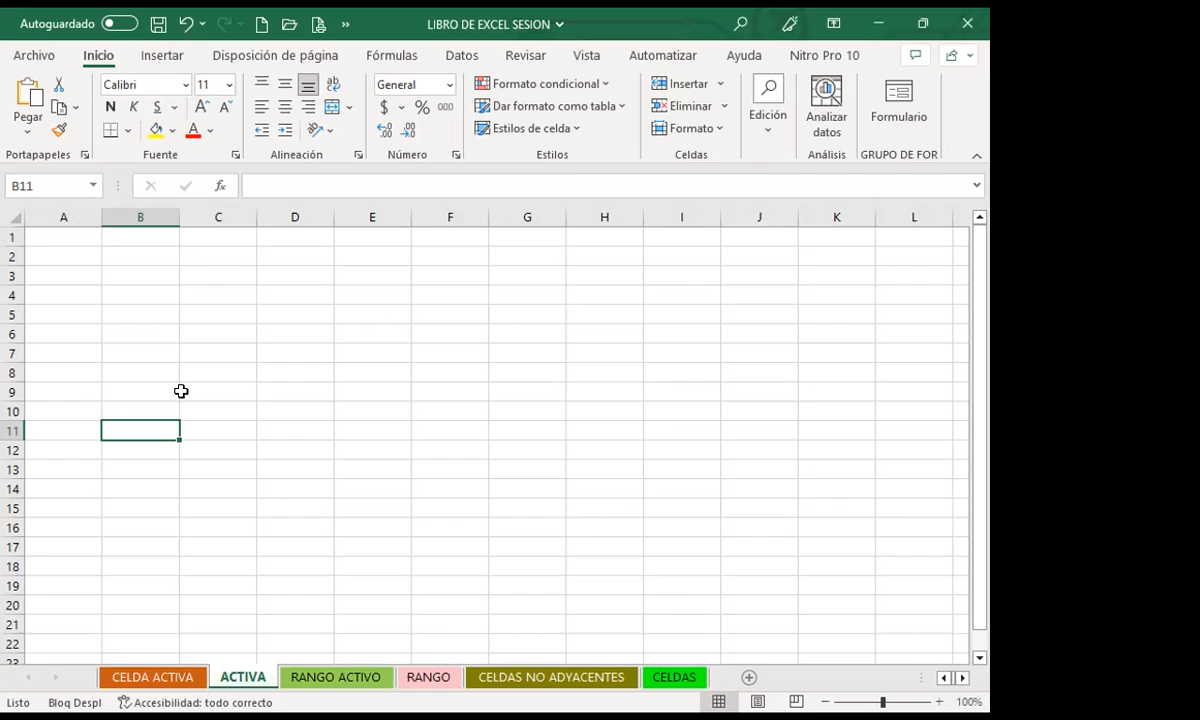 Autoguardado
LIBRO DE EXCEL SESION
Archivo Inicio Insertar Disposición de página Fórmulas Datos Revisar Vista Automatizar Ayuda Nitro Pro 10
Pegar
Calibri 11
N K S
A A
A
General
$ % 000
Formato condicional
Dar formato como tabla
Estilos de celda
Insertar
Eliminar
Formato
Edición
Analizar datos
Formulario
Portapapeles Fuente Alineación Número Estilos Celdas Análisis GRUPO DE FOR
B11 fx
A B C D E F G H I J K L
1
2
3
4
5
6
7
8
9
10
11
12
13
14
15
16
17
18
19
20
21
22
23
CELDA ACTIVA ACTIVA RANGO ACTIVO RANGO CELDAS NO ADYACENTES CELDAS
Listo Bloq Despl Accesibilidad: todo correcto 100%